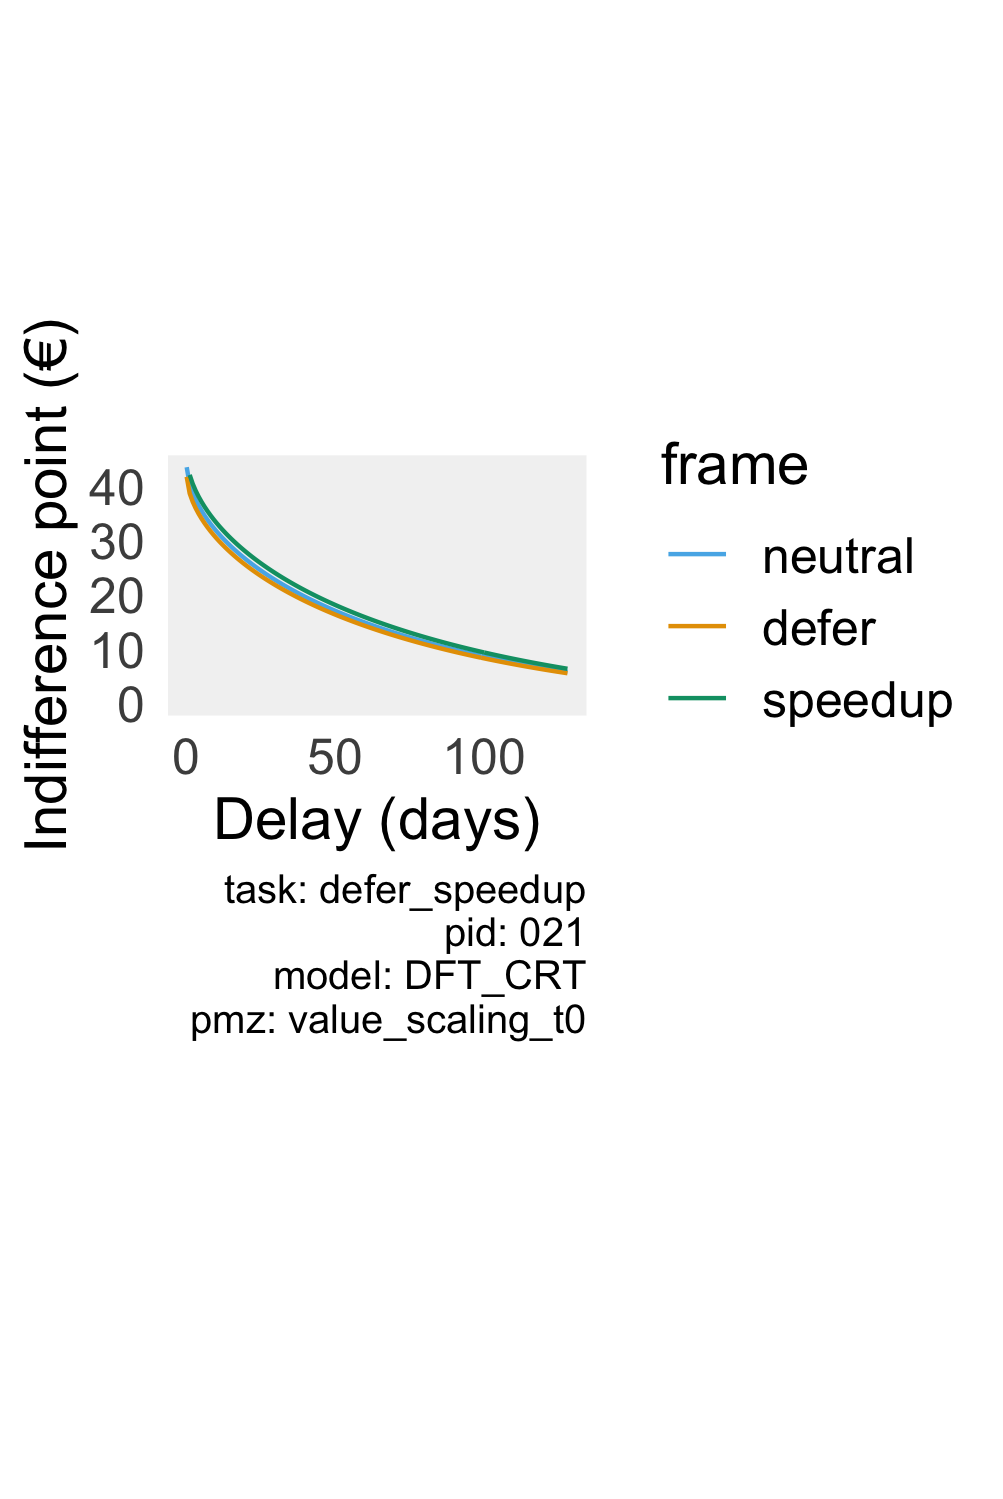 Indifference point (€)
40
30
20
10
0
0 50 100
Delay (days)
frame
neutral
defer
speedup
task: defer_speedup
pid: 021
model: DFT_CRT
pmz: value_scaling_t0